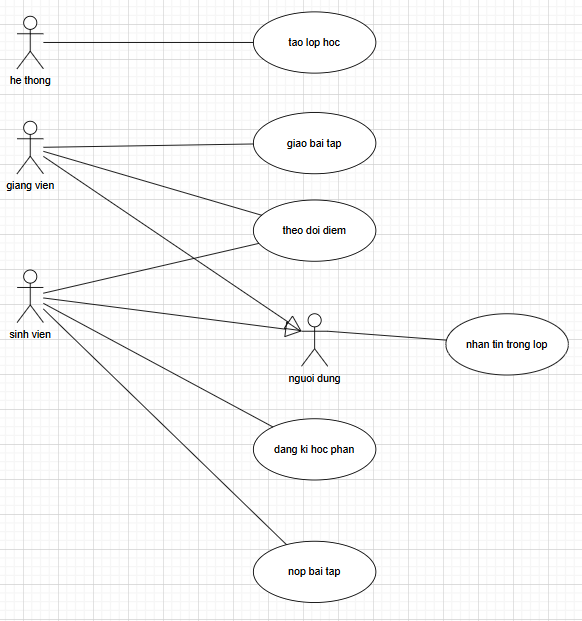 tao lop hoc
he thong
giao bai tap
giang vien
theo doi diem
sinh vien
nhan tin trong lop
nguoi dung
dang ki hoc phan
nop bai tap